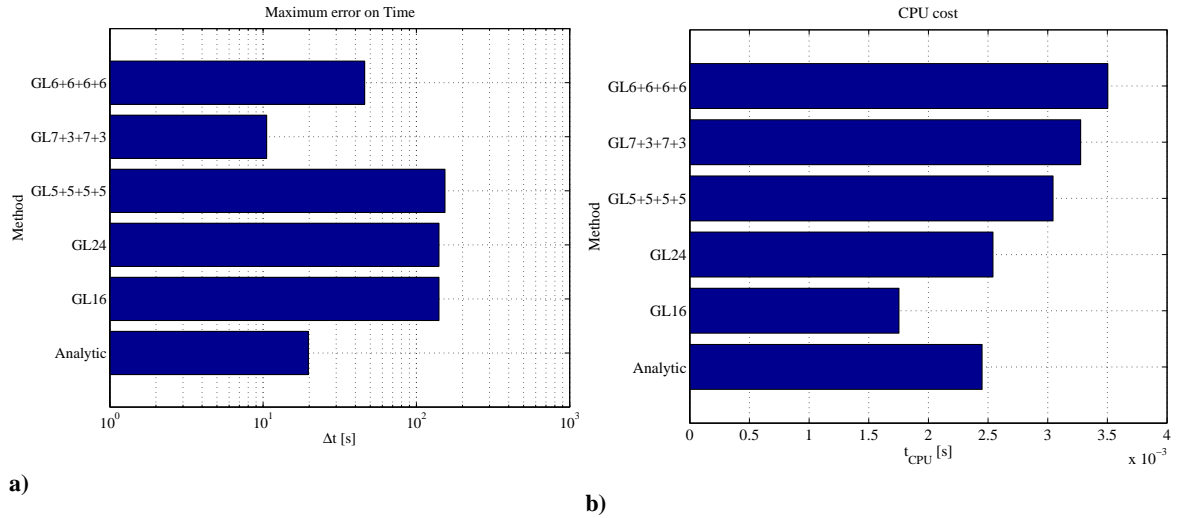 Maximum error on Time
Method
GL6+6+6+6
GL7+3+7+3
GL5+5+5+5
GL24
GL16
Analytic
10^0
10^1
10^2
10^3
Δt [s]
a)
CPU cost
Method
GL6+6+6+6
GL7+3+7+3
GL5+5+5+5
GL24
GL16
Analytic
0
0.5
1
1.5
2
2.5
3
3.5
4
x 10^-3
t_CPU [s]
b)